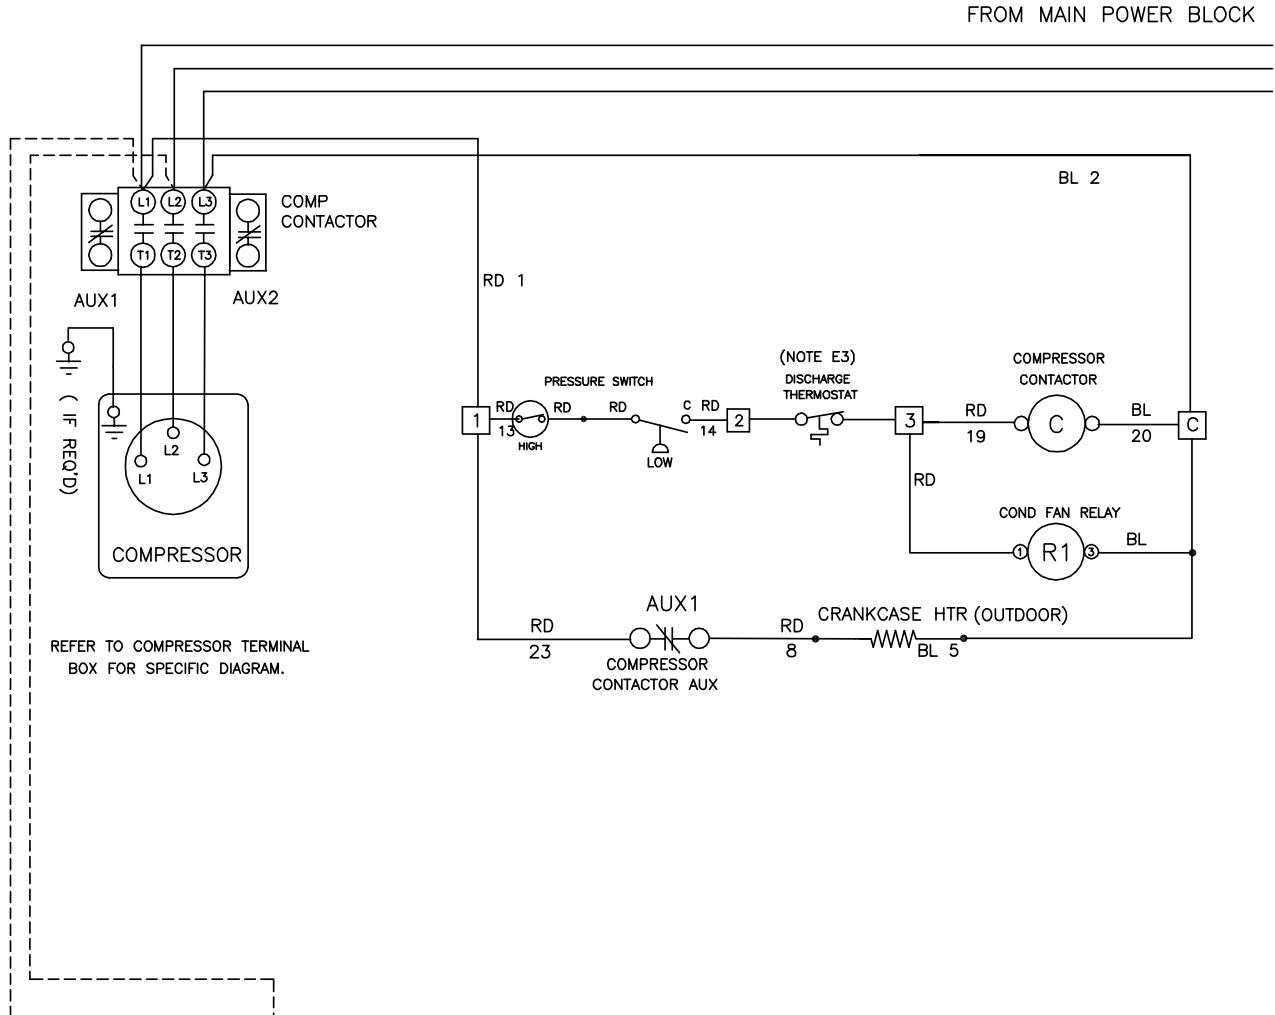 FROM MAIN POWER BLOCK
BL 2
L1 L2 L3
COMP
CONTACTOR
T1 T2 T3
AUX1
AUX2
RD 1
( IF REQ'D)
L2
L1
L3
COMPRESSOR
REFER TO COMPRESSOR TERMINAL
BOX FOR SPECIFIC DIAGRAM.
PRESSURE SWITCH
(NOTE E3)
DISCHARGE
THERMOSTAT
COMPRESSOR
CONTACTOR
1
RD
13
HIGH
RD
RD
LOW
C RD
14
2
3
RD
19
C
BL
20
C
RD
COND FAN RELAY
1
R1
3
BL
RD
23
AUX1
COMPRESSOR
CONTACTOR AUX
RD
8
CRANKCASE HTR (OUTDOOR)
BL 5